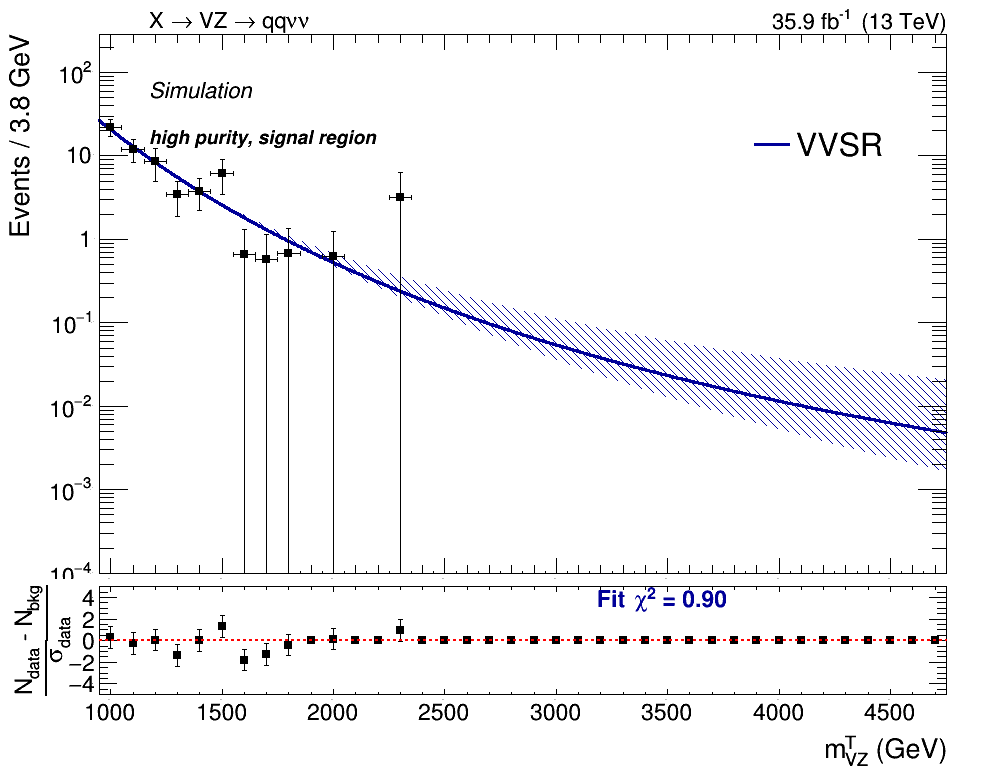 X → VZ → qqνν 35.9 fb⁻¹ (13 TeV)
Events / 3.8 GeV
Simulation
high purity, signal region
VVSR
10²
10
1
10⁻¹
10⁻²
10⁻³
10⁻⁴
Fit χ² = 0.90
N_data - N_bkg
σ_data
4
2
0
−2
−4
1000 1500 2000 2500 3000 3500 4000 4500
m^T_VZ (GeV)